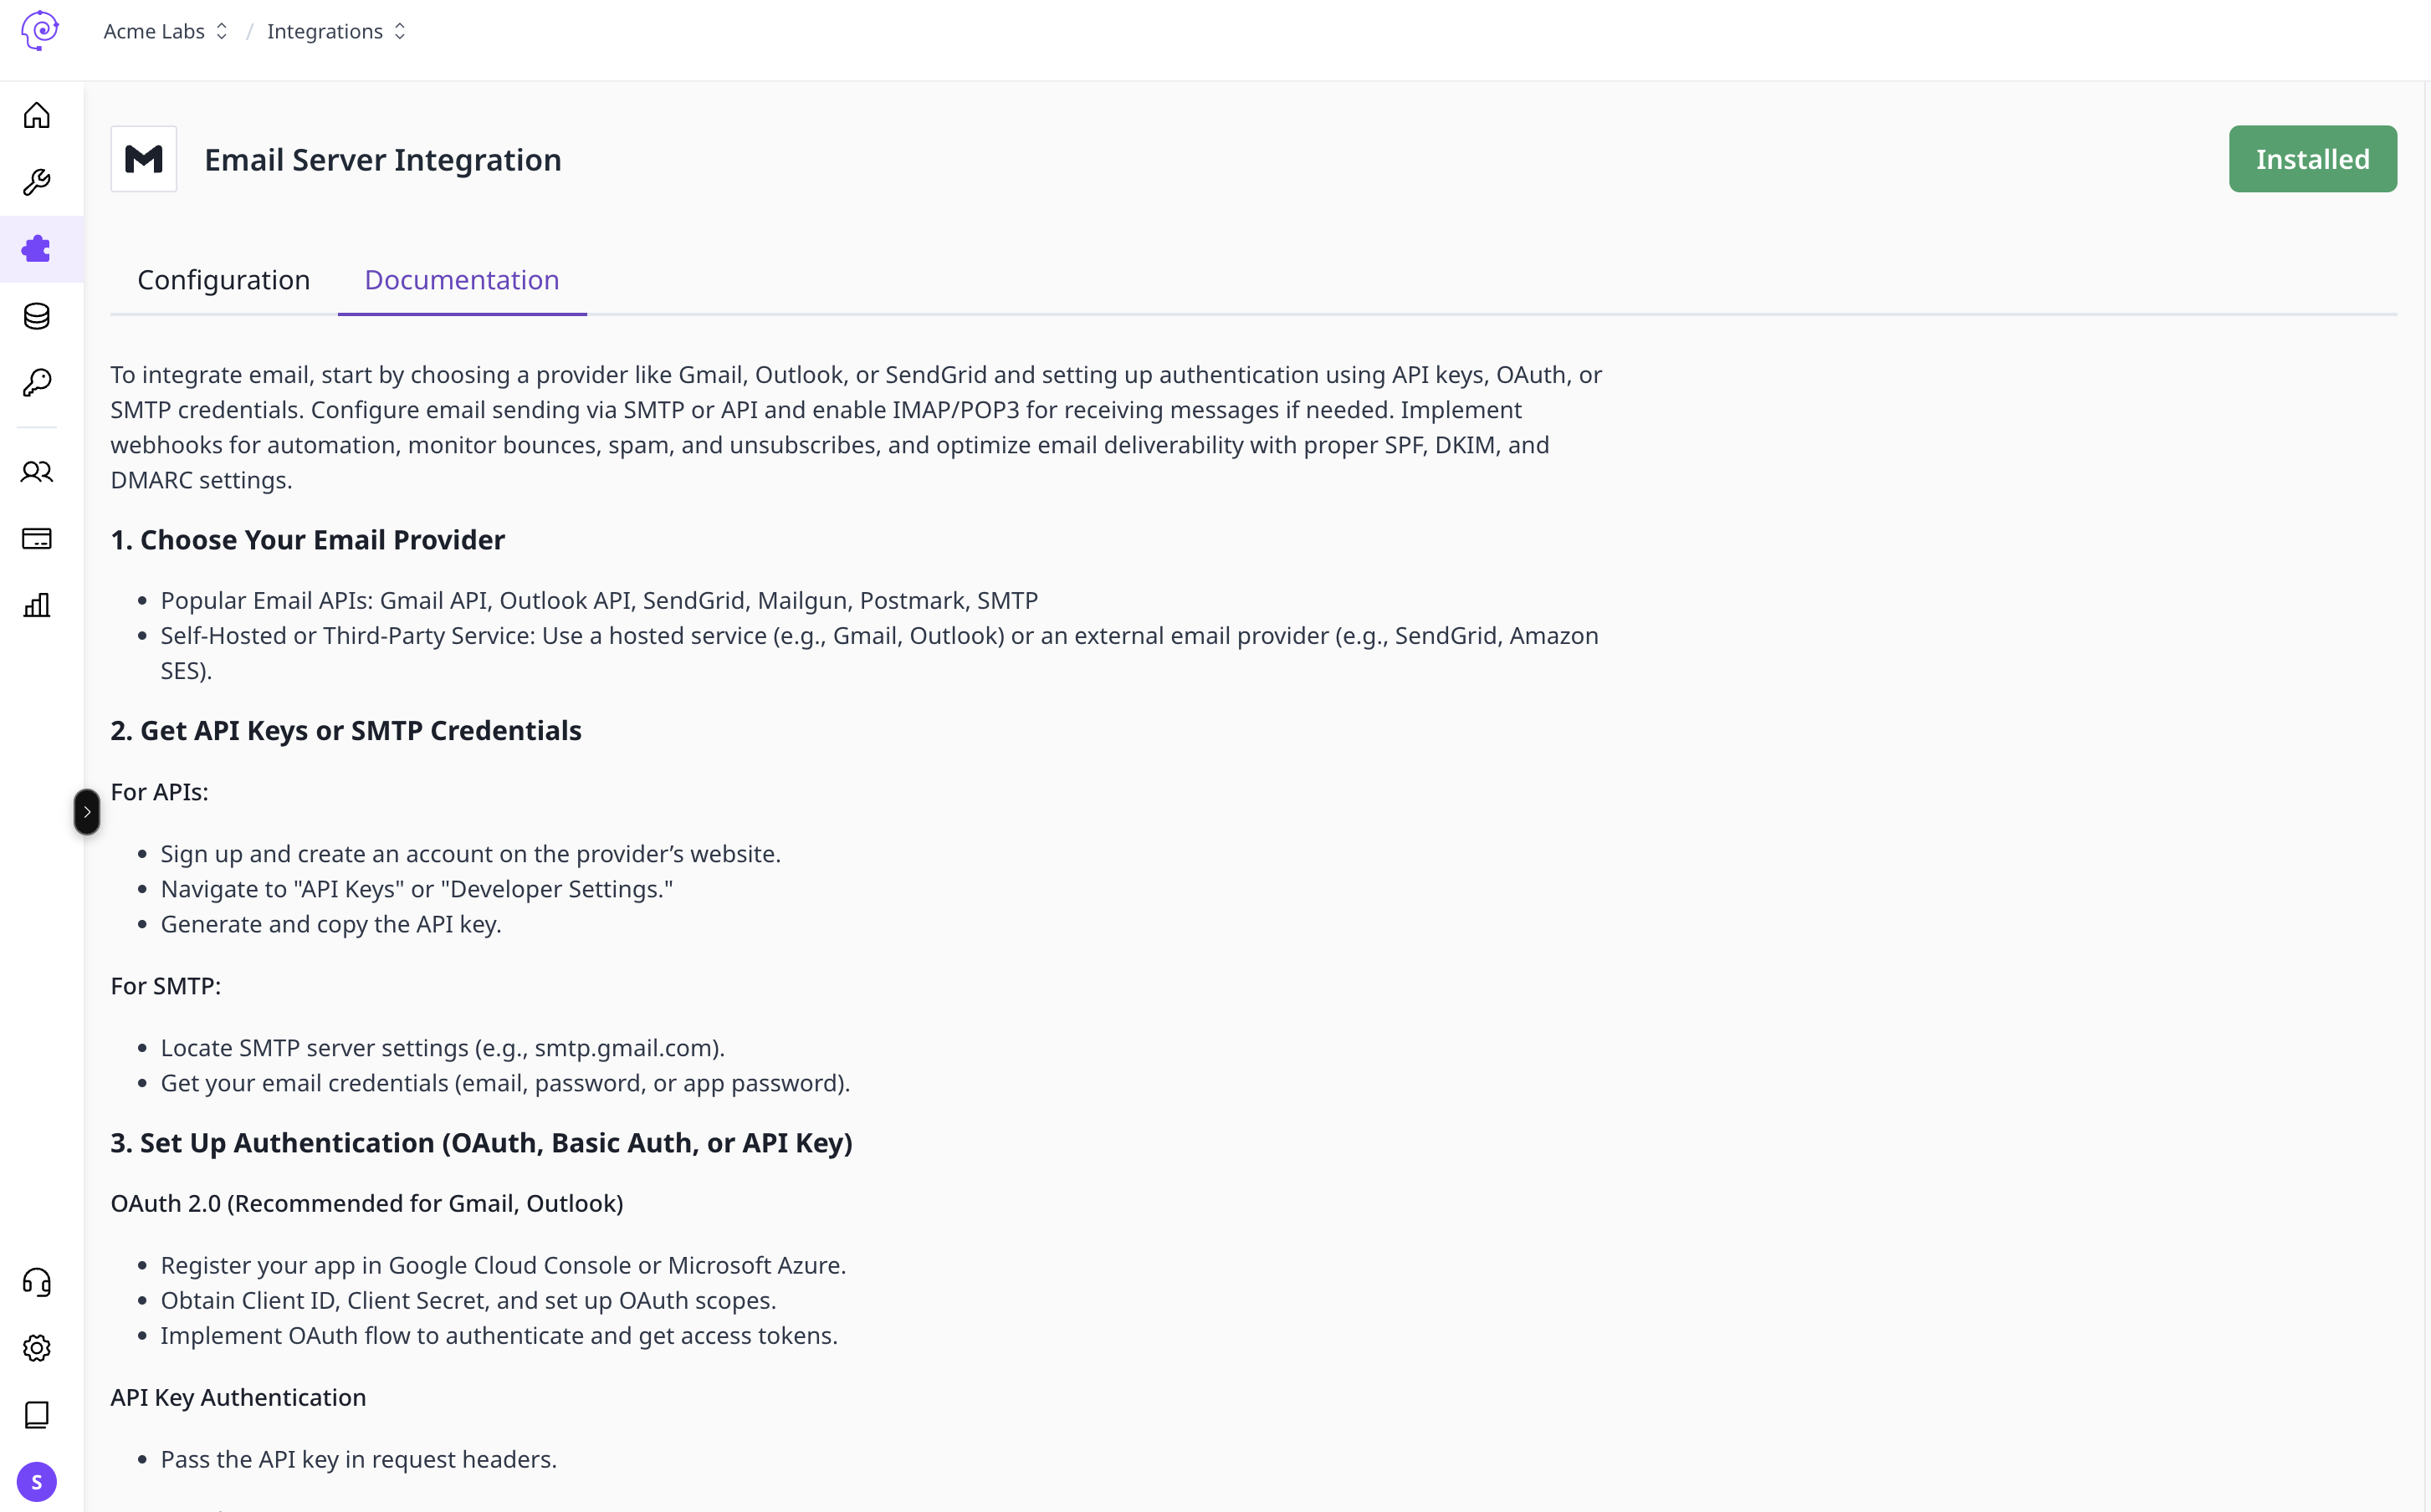 Acme Labs / Integrations
Email Server Integration
Installed
Configuration
Documentation
To integrate email, start by choosing a provider like Gmail, Outlook, or SendGrid and setting up authentication using API keys, OAuth, or
SMTP credentials. Configure email sending via SMTP or API and enable IMAP/POP3 for receiving messages if needed. Implement
webhooks for automation, monitor bounces, spam, and unsubscribes, and optimize email deliverability with proper SPF, DKIM, and
DMARC settings.
1. Choose Your Email Provider
• Popular Email APIs: Gmail API, Outlook API, SendGrid, Mailgun, Postmark, SMTP
• Self-Hosted or Third-Party Service: Use a hosted service (e.g., Gmail, Outlook) or an external email provider (e.g., SendGrid, Amazon
SES).
2. Get API Keys or SMTP Credentials
For APIs:
• Sign up and create an account on the provider’s website.
• Navigate to "API Keys" or "Developer Settings."
• Generate and copy the API key.
For SMTP:
• Locate SMTP server settings (e.g., smtp.gmail.com).
• Get your email credentials (email, password, or app password).
3. Set Up Authentication (OAuth, Basic Auth, or API Key)
OAuth 2.0 (Recommended for Gmail, Outlook)
• Register your app in Google Cloud Console or Microsoft Azure.
• Obtain Client ID, Client Secret, and set up OAuth scopes.
• Implement OAuth flow to authenticate and get access tokens.
API Key Authentication
• Pass the API key in request headers.
S